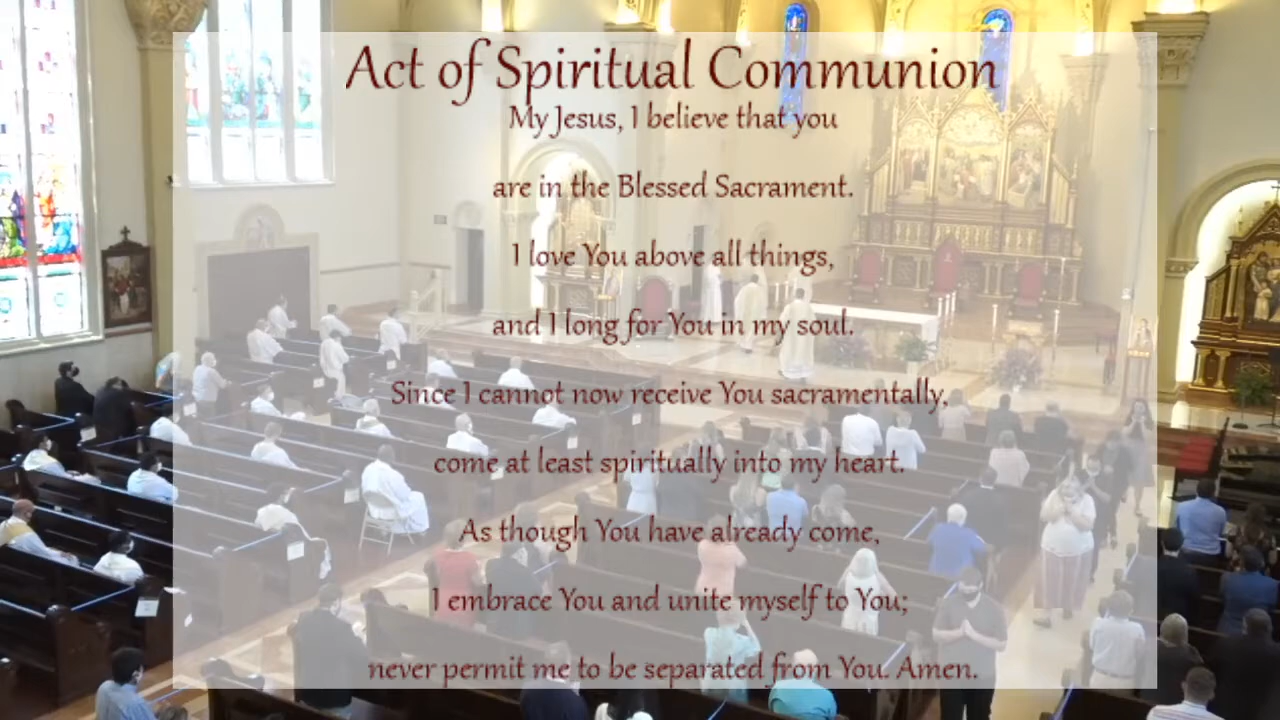 Act of Spiritual Communion
My Jesus, I believe that you
are in the Blessed Sacrament.
I love You above all things,
and I long for You in my soul.
Since I cannot now receive You sacramentally,
come at least spiritually into my heart.
As though You have already come,
I embrace You and unite myself to You;
never permit me to be separated from You. Amen.